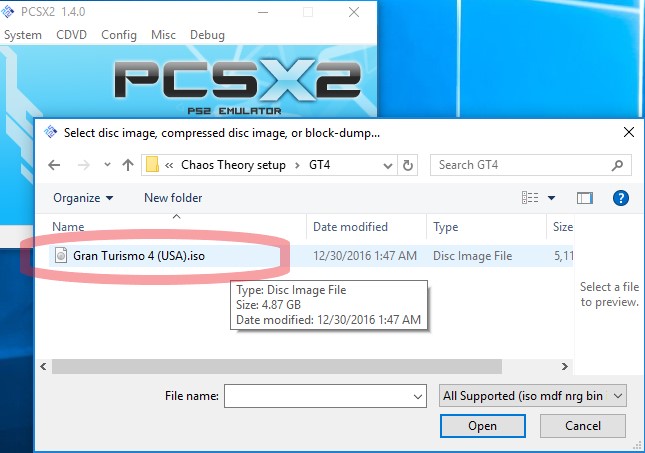 PCSX2 1.4.0
System CDVD Config Misc Debug
PCSX2
PS2 EMULATOR
Select disc image, compressed disc image, or block-dump...
« Chaos Theory setup › GT4
Search GT4
Organize
New folder
Name Date modified Type Size
Gran Turismo 4 (USA).iso 12/30/2016 1:47 AM Disc Image File 5,11
Type: Disc Image File
Size: 4.87 GB
Date modified: 12/30/2016 1:47 AM
Select a file
to preview.
File name:
All Supported (iso mdf nrg bin
Open
Cancel